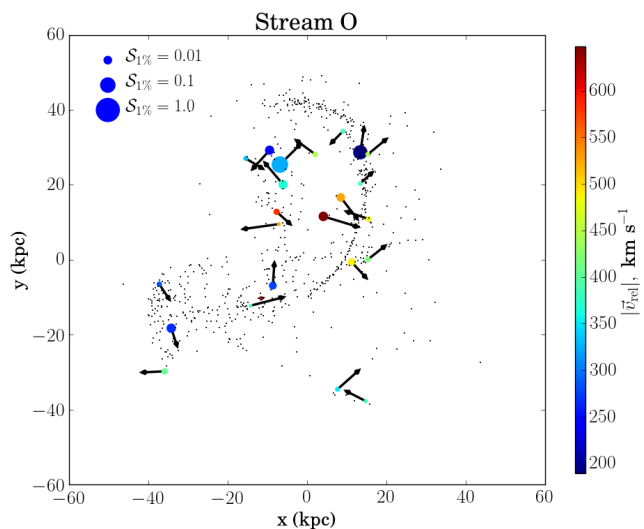 Stream O
60
40
20
0
−20
−40
−60
−60 −40 −20 0 20 40 60
x (kpc)
y (kpc)
S1% = 0.01
S1% = 0.1
S1% = 1.0
600
550
500
450
400
350
300
250
200
|v⃗rel|, km s−1